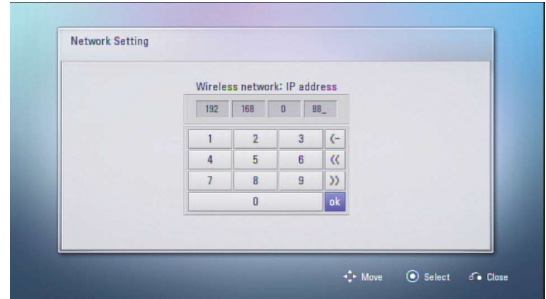 Network Setting
Wireless network: IP address
192 168 0 88_
1 2 3 <-
4 5 6 <<
7 8 9 >>
0 ok
Move Select Close